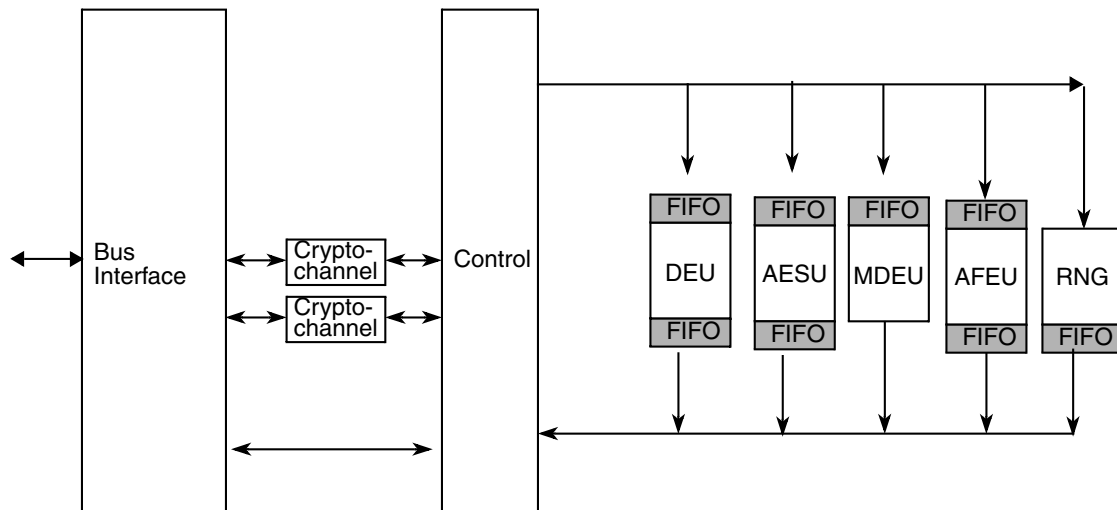 Bus
Interface
Crypto-
channel
Crypto-
channel
Control
FIFO
DEU
FIFO
FIFO
AESU
FIFO
FIFO
MDEU
FIFO
AFEU
FIFO
RNG
FIFO